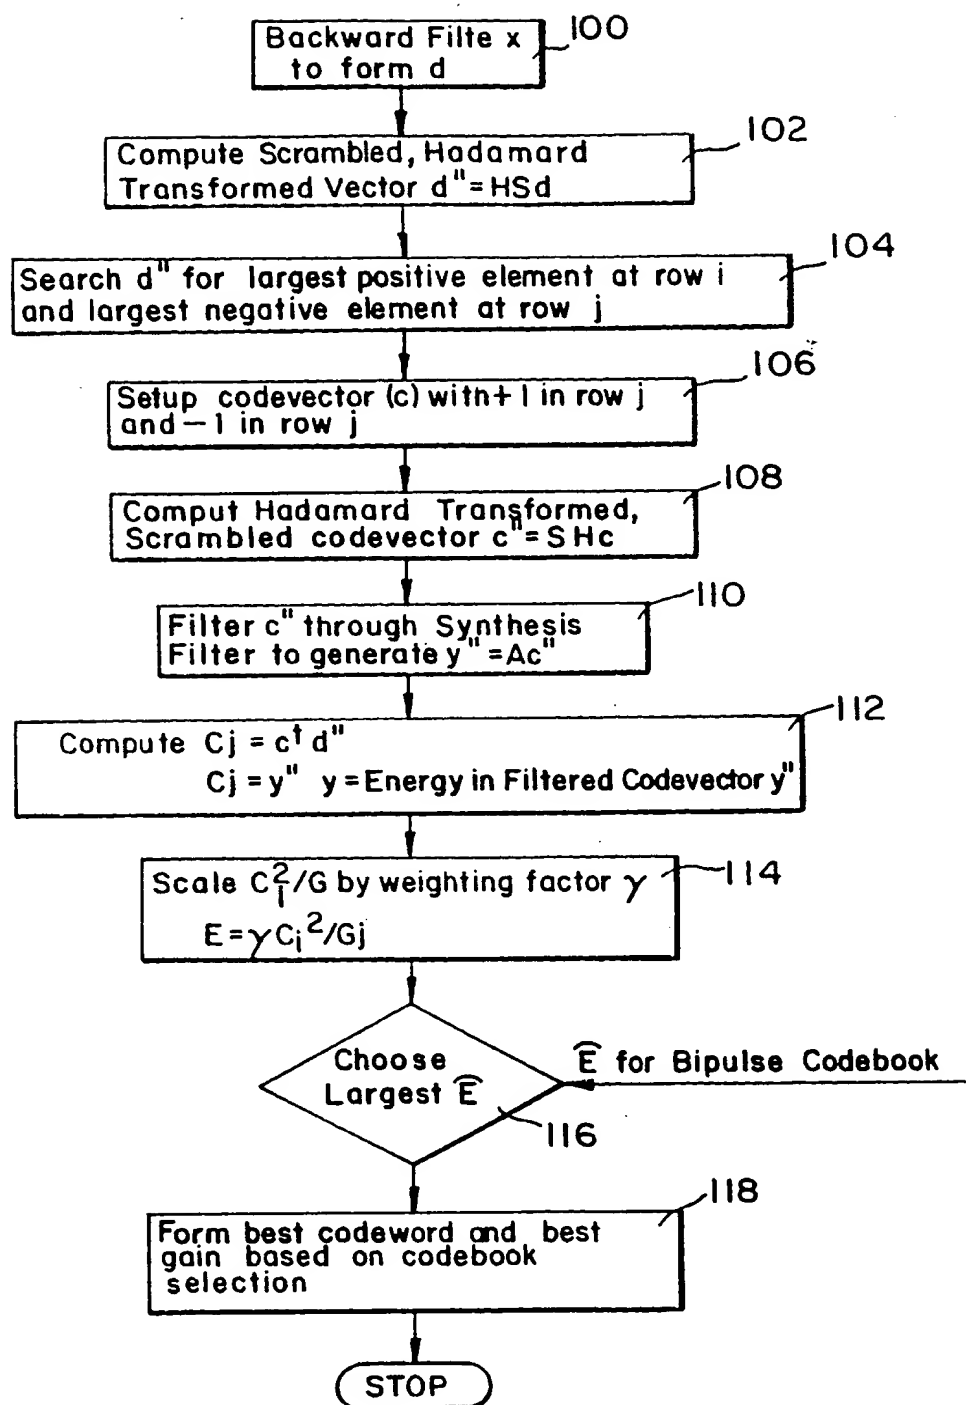 Backward Filte x
to form d
100
Compute Scrambled, Hadamard
Transformed Vector d" = HSd
102
Search d" for largest positive element at row i
and largest negative element at row j
104
Setup codevector (c) with + 1 in row j
and — 1 in row j
106
Comput Hadamard Transformed,
Scrambled codevector c" = S Hc
108
Filter c" through Synthesis
Filter to generate y" = Ac"
110
Compute Cj = c† d"
Cj = y" y = Energy in Filtered Codevector y"
112
Scale C²i/G by weighting factor γ
E = γ Ci²/Gj
114
Choose
Largest Ê
116
Ê for Bipulse Codebook
Form best codeword and best
gain based on codebook
selection
118
STOP